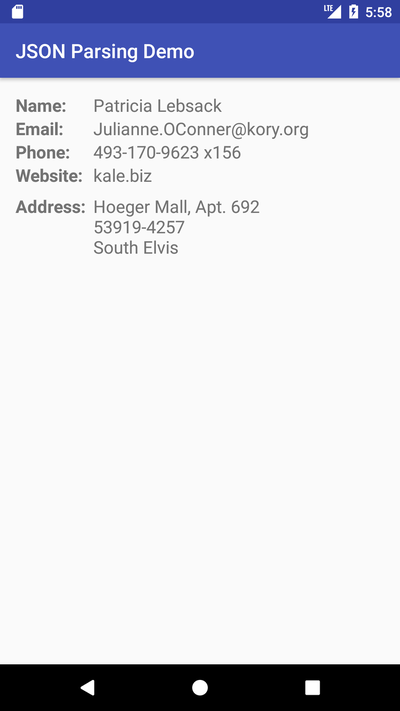 LTE 5:58
JSON Parsing Demo
Name: Patricia Lebsack
Email: Julianne.OConner@kory.org
Phone: 493-170-9623 x156
Website: kale.biz
Address: Hoeger Mall, Apt. 692
53919-4257
South Elvis